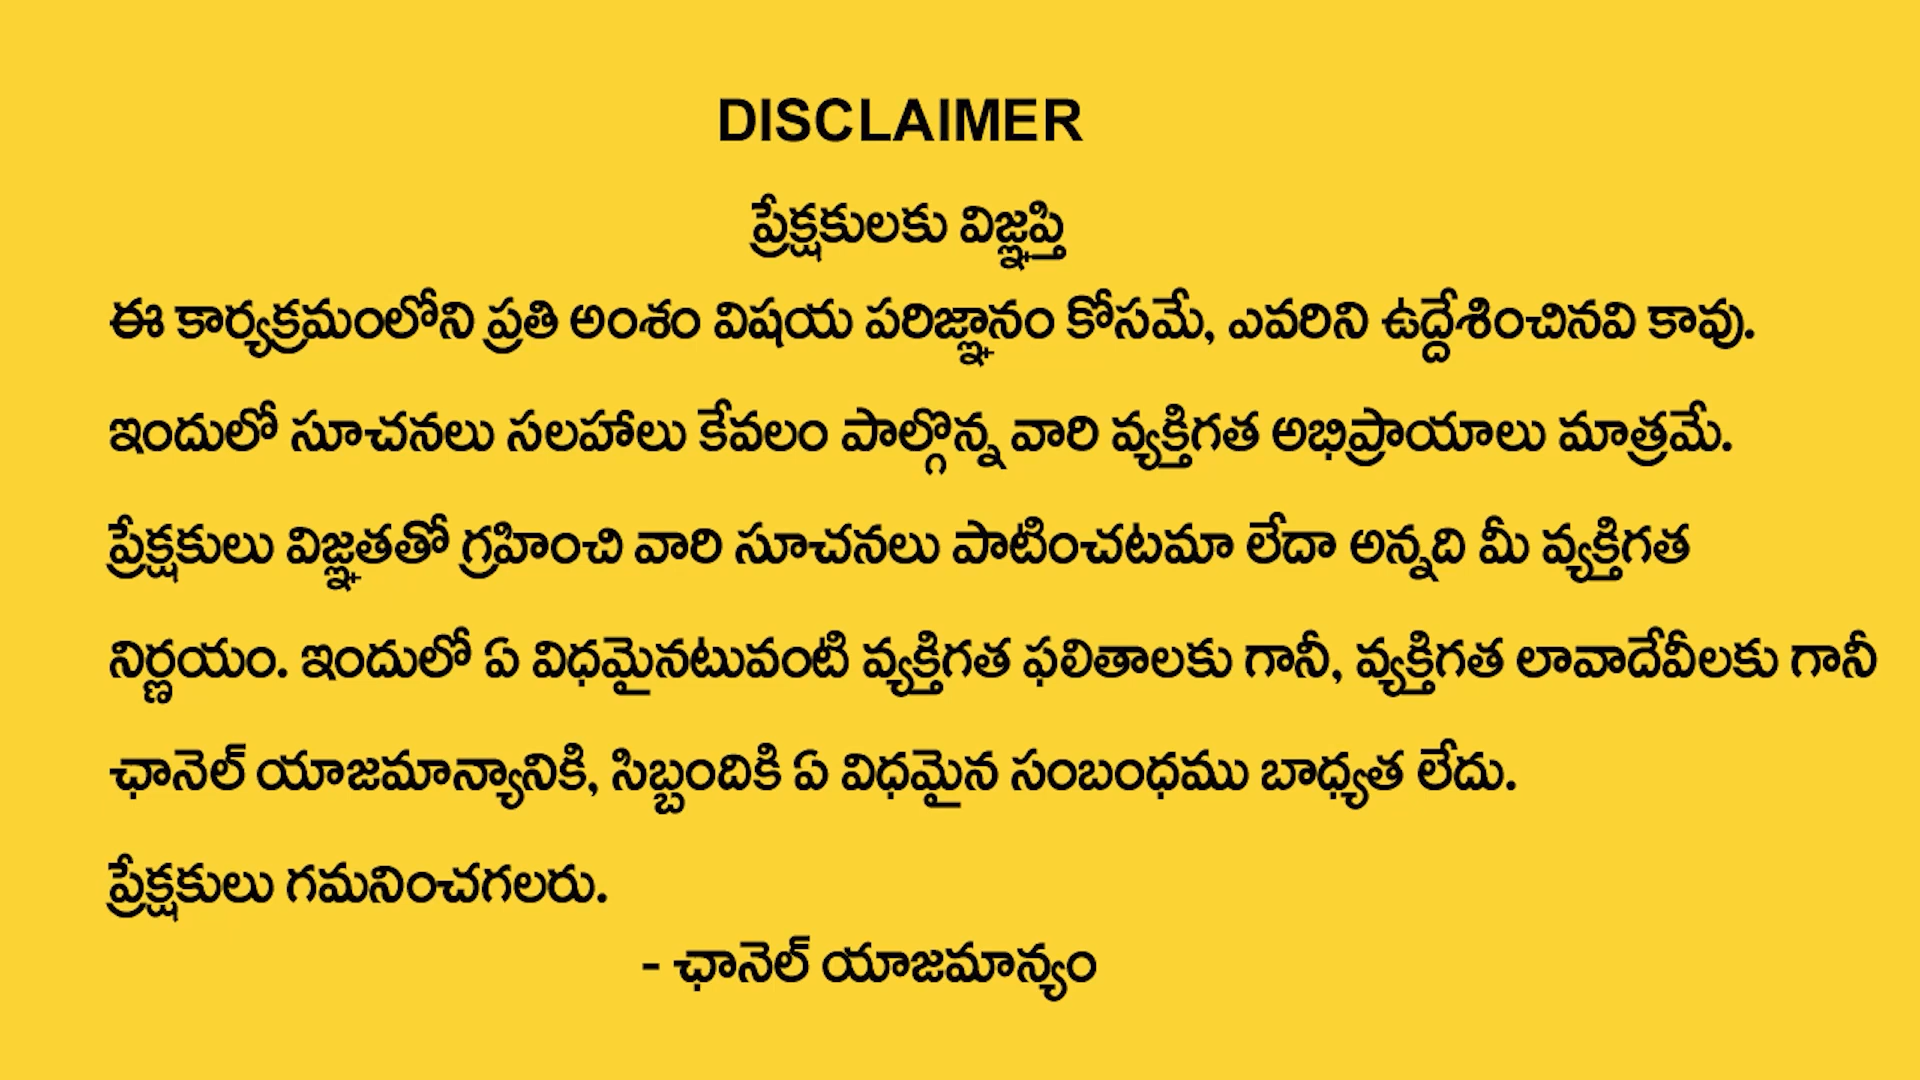 DISCLAIMER
ప్రేక్షకులకు విజ్ఞప్తి
ఈ కార్యక్రమంలోని ప్రతి అంశం విషయ పరిజ్ఞానం కోసమే, ఎవరిని ఉద్దేశించినవి కావు.
ఇందులో సూచనలు సలహాలు కేవలం పాల్గొన్న వారి వ్యక్తిగత అభిప్రాయాలు మాత్రమే.
ప్రేక్షకులు విజ్ఞతతో గ్రహించి వారి సూచనలు పాటించటమా లేదా అన్నది మీ వ్యక్తిగత
నిర్ణయం. ఇందులో ఏ విధమైనటువంటి వ్యక్తిగత ఫలితాలకు గానీ, వ్యక్తిగత లావాదేవీలకు గానీ
ఛానెల్ యాజమాన్యానికి, సిబ్బందికి ఏ విధమైన సంబంధము బాధ్యత లేదు.
ప్రేక్షకులు గమనించగలరు.
- ఛానెల్ యాజమాన్యం